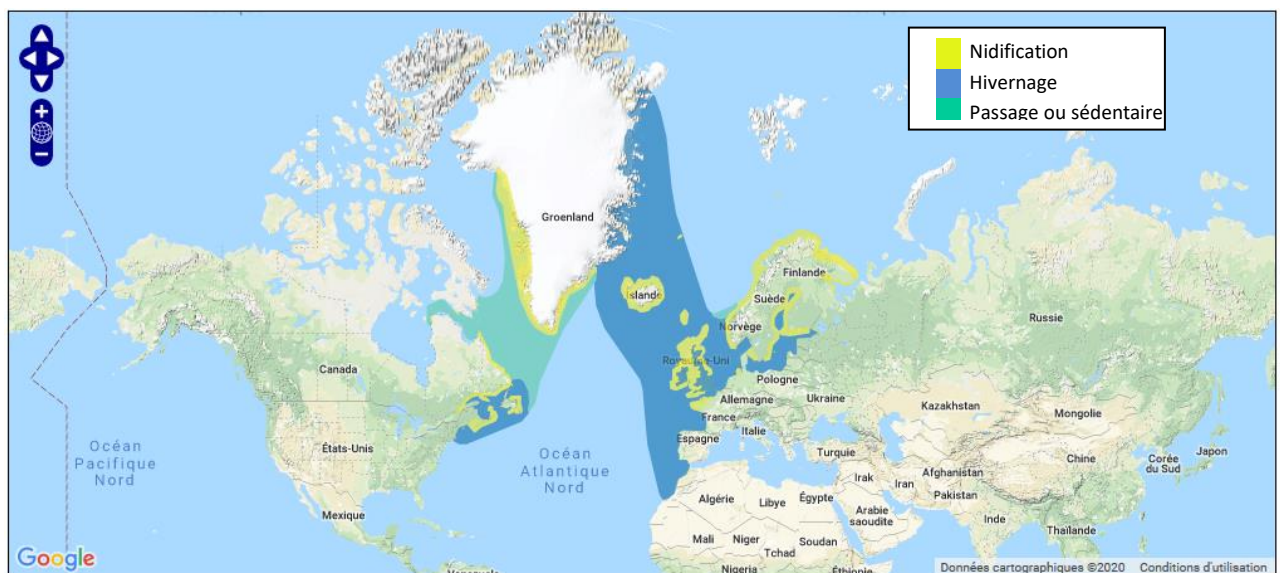 Nidification
Hivernage
Passage ou sédentaire
Groenland
Islande
Finlande
Suède
Norvège
Russie
Royaume-Uni
Canada
Pologne
Allemagne
Ukraine
France
Kazakhstan
Mongolie
Espagne
Italie
États-Unis
Océan
Pacifique
Nord
Océan
Atlantique
Nord
Turquie
Chine
Corée
du Sud
Japon
Afghanistan
Irak
Iran
Pakistan
Algérie
Libye
Égypte
Arabie
saoudite
Mexique
Inde
Mali
Niger
Soudan
Tchad
Thaïlande
Nigeria
Éthiopie
Venezuela
Google
Données cartographiques ©2020 Conditions d'utilisation